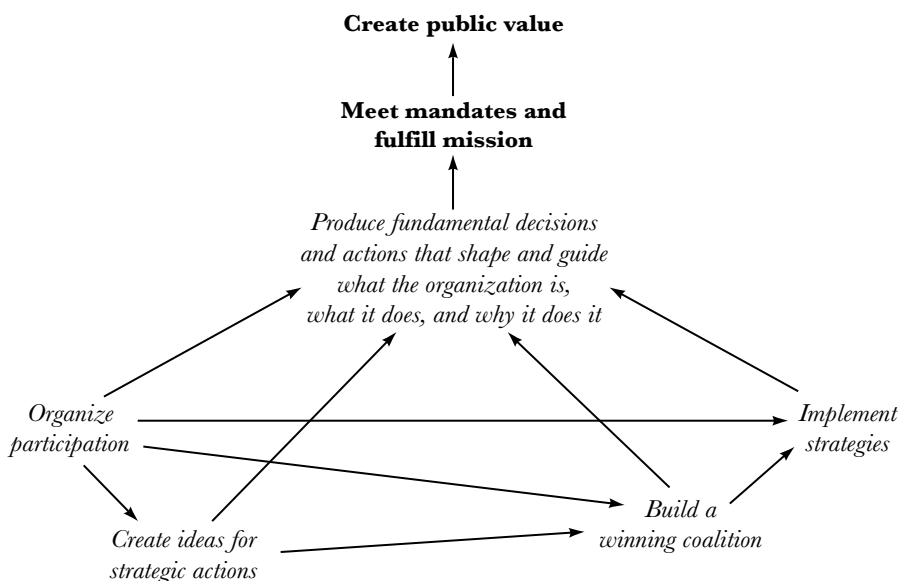 Create public value
Meet mandates and
fulfill mission
Produce fundamental decisions
and actions that shape and guide
what the organization is,
what it does, and why it does it
Organize
participation
Implement
strategies
Build a
winning coalition
Create ideas for
strategic actions